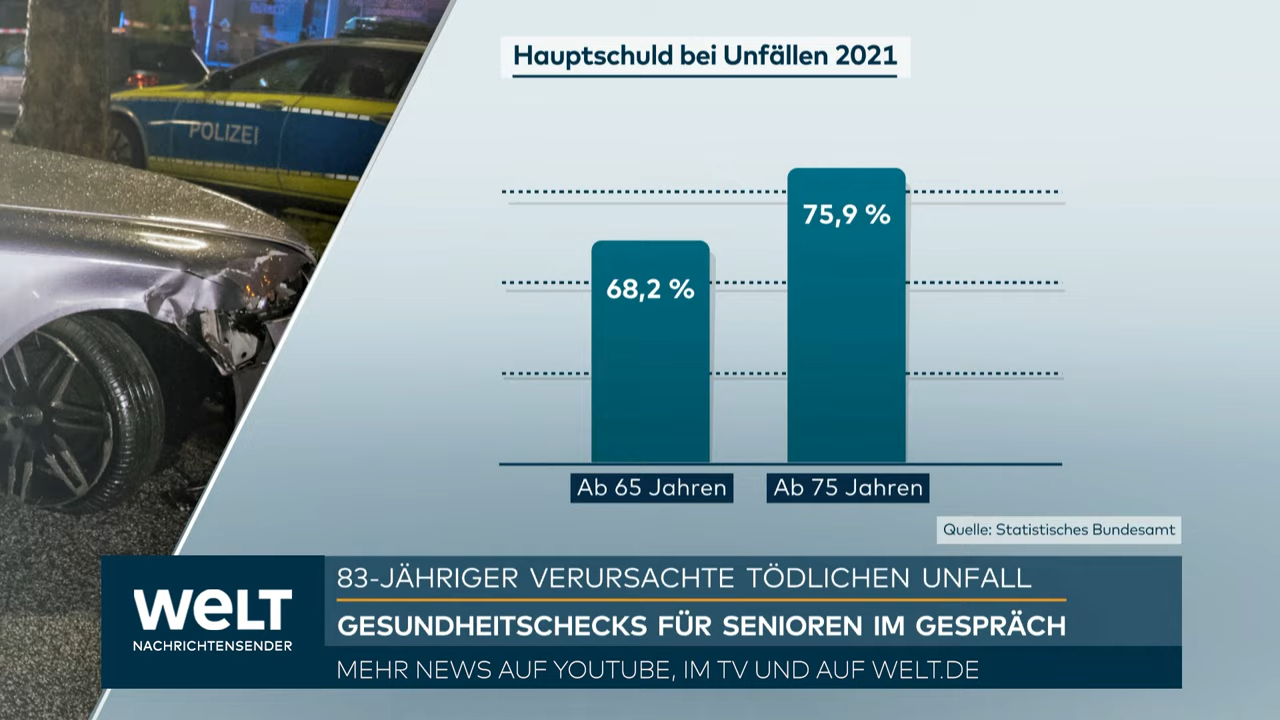 POLIZEI
Hauptschuld bei Unfällen 2021
75,9 %
68,2 %
Ab 65 Jahren
Ab 75 Jahren
Quelle: Statistisches Bundesamt
WELT
NACHRICHTENSENDER
83-JÄHRIGER VERURSACHTE TÖDLICHEN UNFALL
GESUNDHEITSCHECKS FÜR SENIOREN IM GESPRÄCH
MEHR NEWS AUF YOUTUBE, IM TV UND AUF WELT.DE